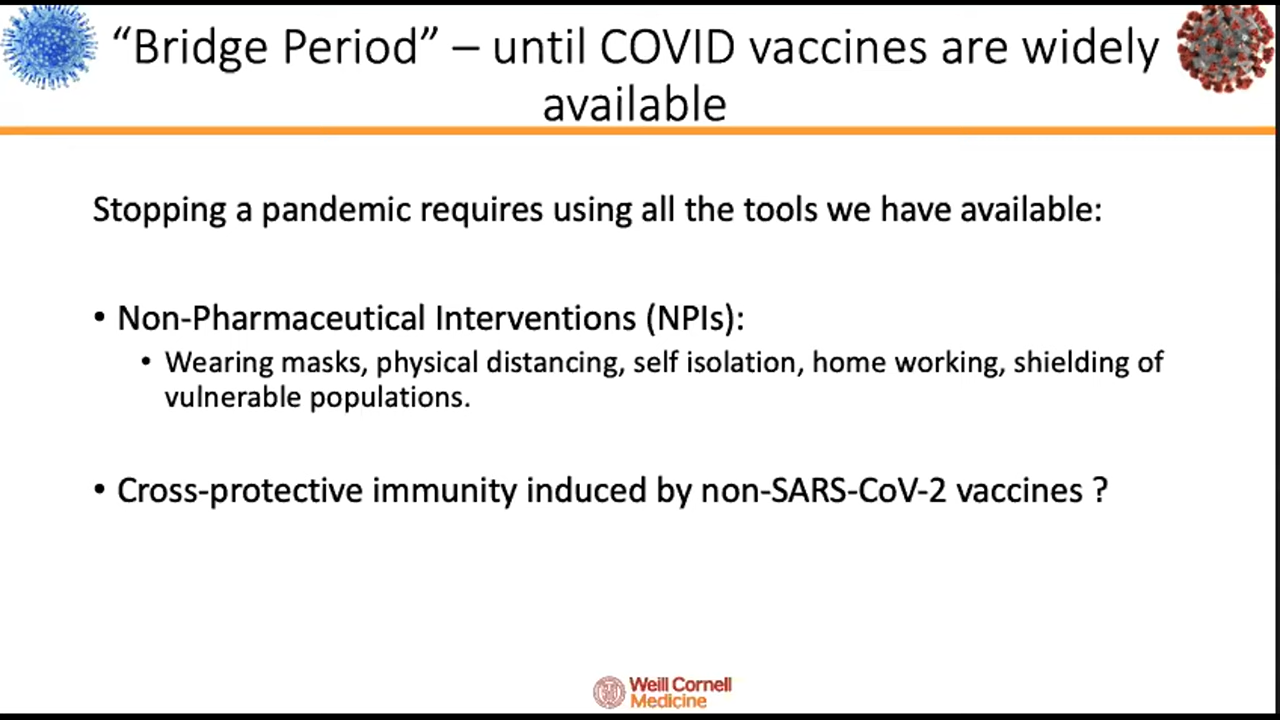 “Bridge Period” – until COVID vaccines are widely
available
Stopping a pandemic requires using all the tools we have available:
• Non-Pharmaceutical Interventions (NPIs):
• Wearing masks, physical distancing, self isolation, home working, shielding of
vulnerable populations.
• Cross-protective immunity induced by non-SARS-CoV-2 vaccines ?
Weill Cornell
Medicine